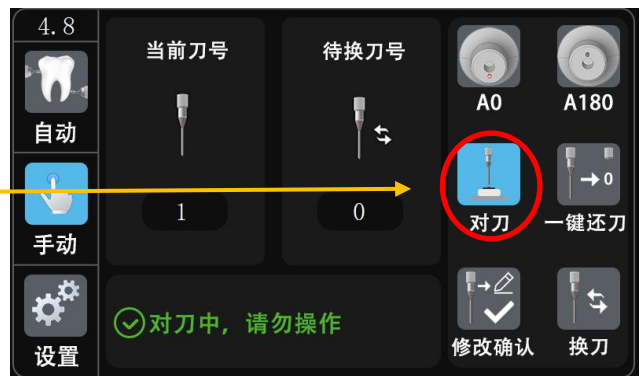 4.8
自动
手动
设置
当前刀号
1
待换刀号
0
对刀中，请勿操作
A0
A180
对刀
→0
一键还刀
修改确认
换刀